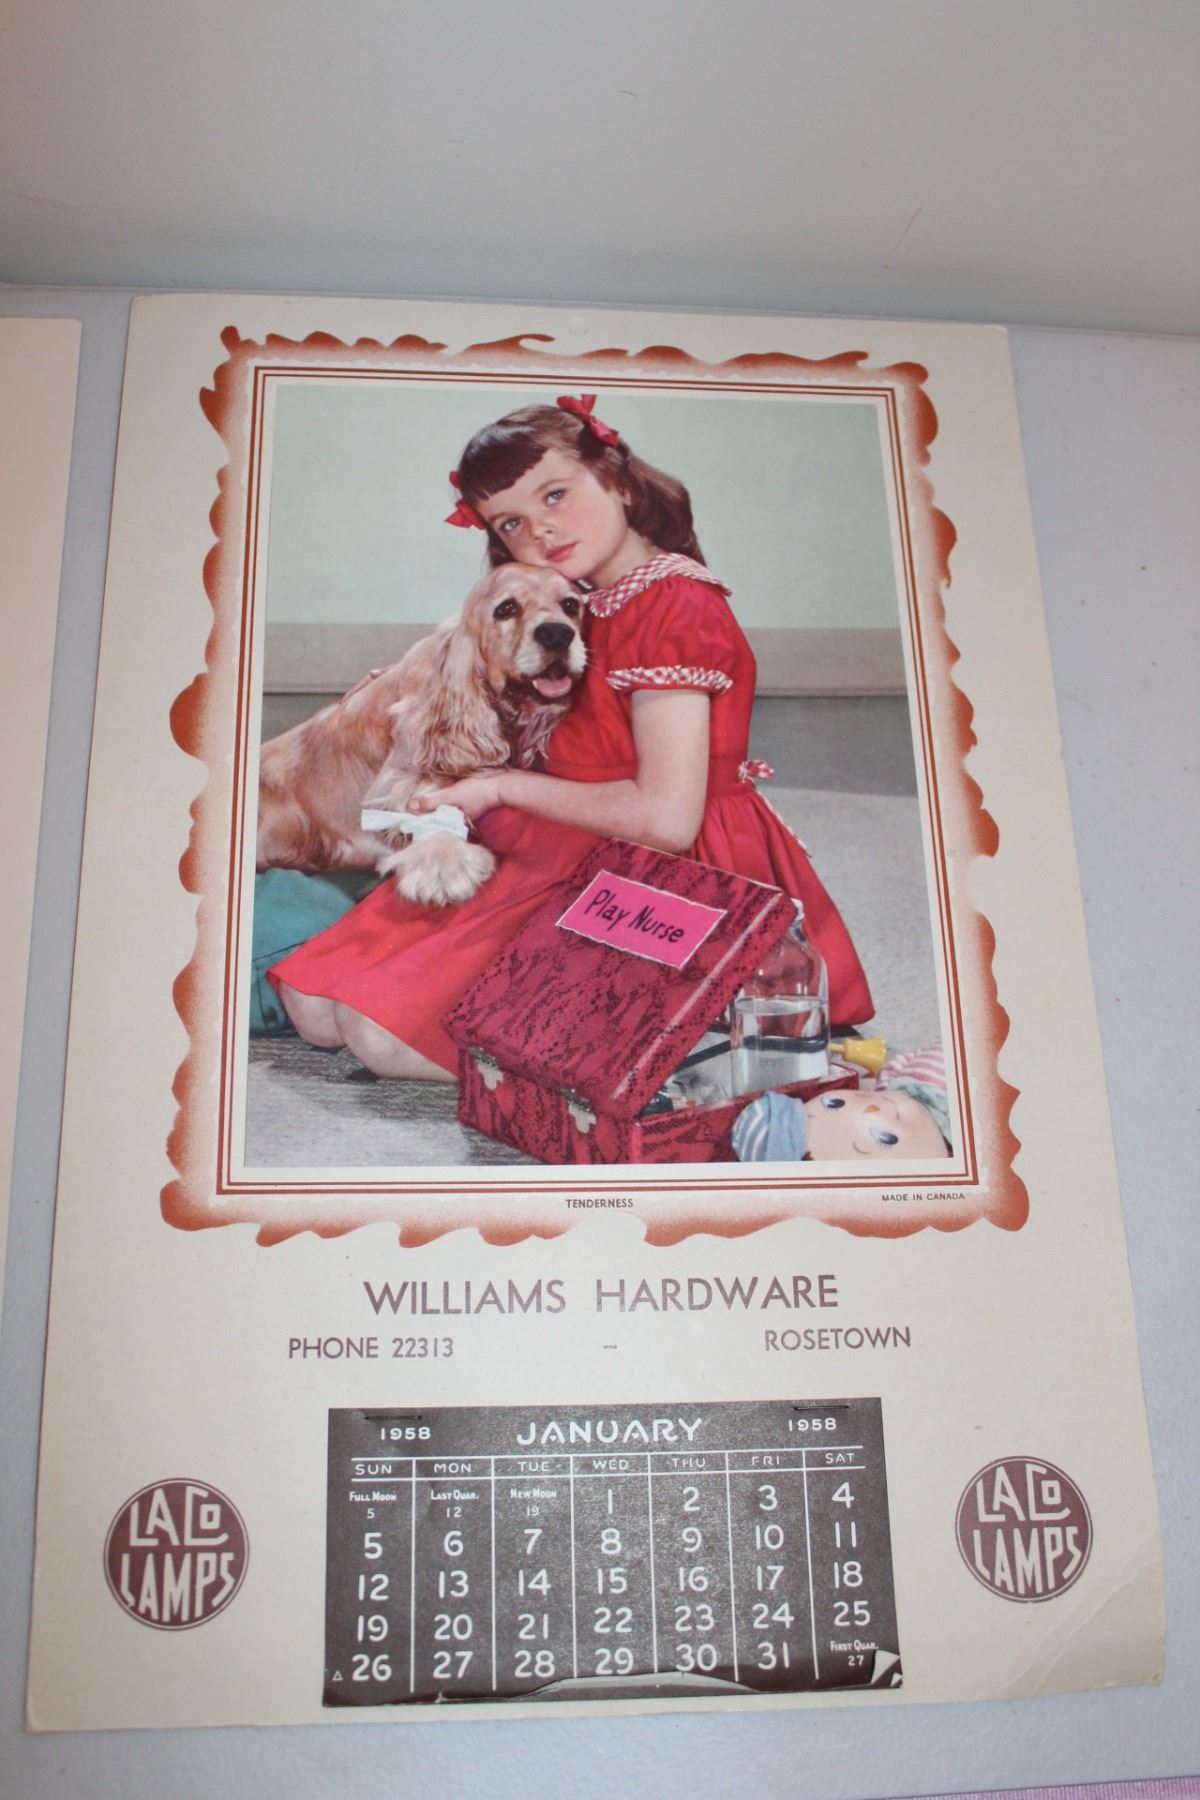 Play Nurse
TENDERNESS
MADE IN CANADA
WILLIAMS HARDWARE
PHONE 22313
ROSETOWN
1958 JANUARY 1958
SUN MON TUE WED THU FRI SAT
FULL MOON 5 LAST QUAR. 12 NEW MOON 19 1 2 3 4
5 6 7 8 9 10 11
12 13 14 15 16 17 18
19 20 21 22 23 24 25
26 27 28 29 30 31 FIRST QUAR. 27
LACO
LAMPS
LACO
LAMPS